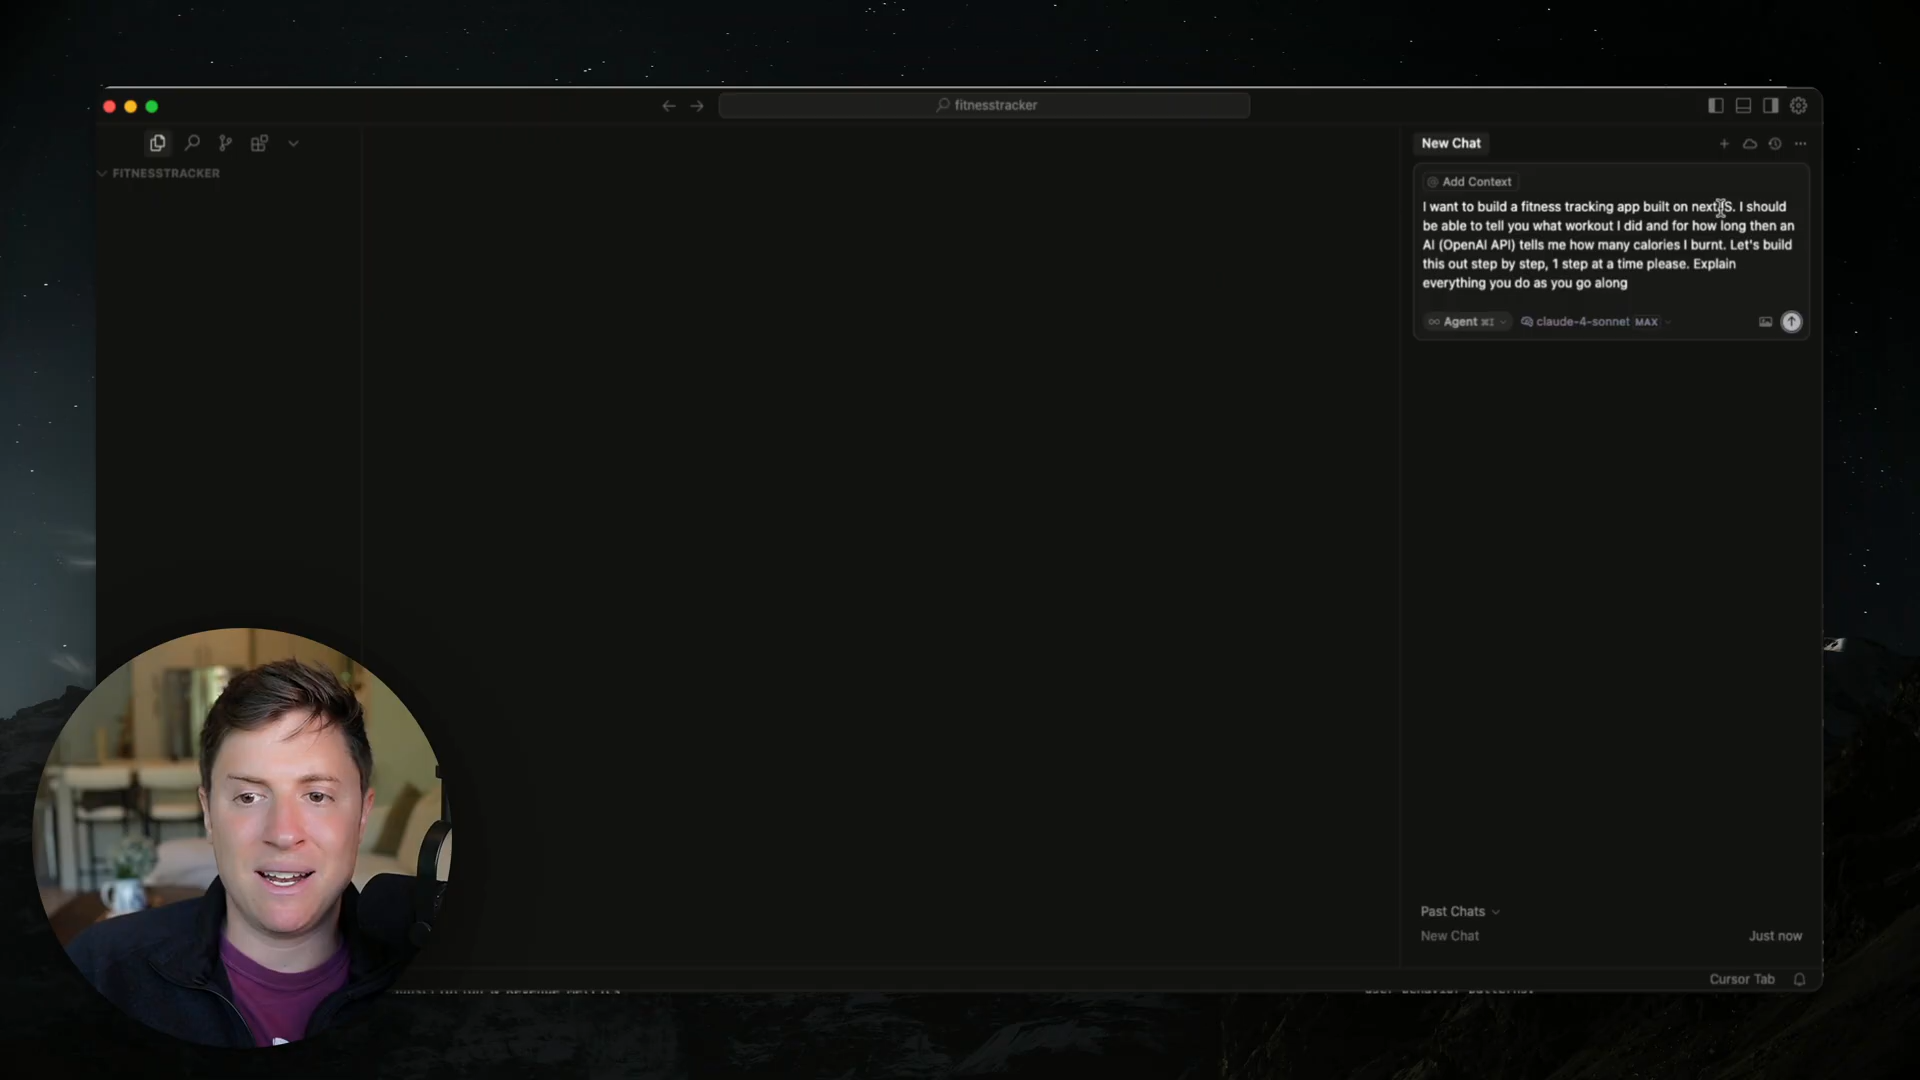 fitnesstracker
FITNESSTRACKER
New Chat
Add Context
I want to build a fitness tracking app built on nextJS. I should
be able to tell you what workout I did and for how long then an
AI (OpenAI API) tells me how many calories I burnt. Let's build
this out step by step, 1 step at a time please. Explain
everything you do as you go along
Agent ⌘I
claude-4-sonnet MAX
Past Chats
New Chat
Just now
Cursor Tab